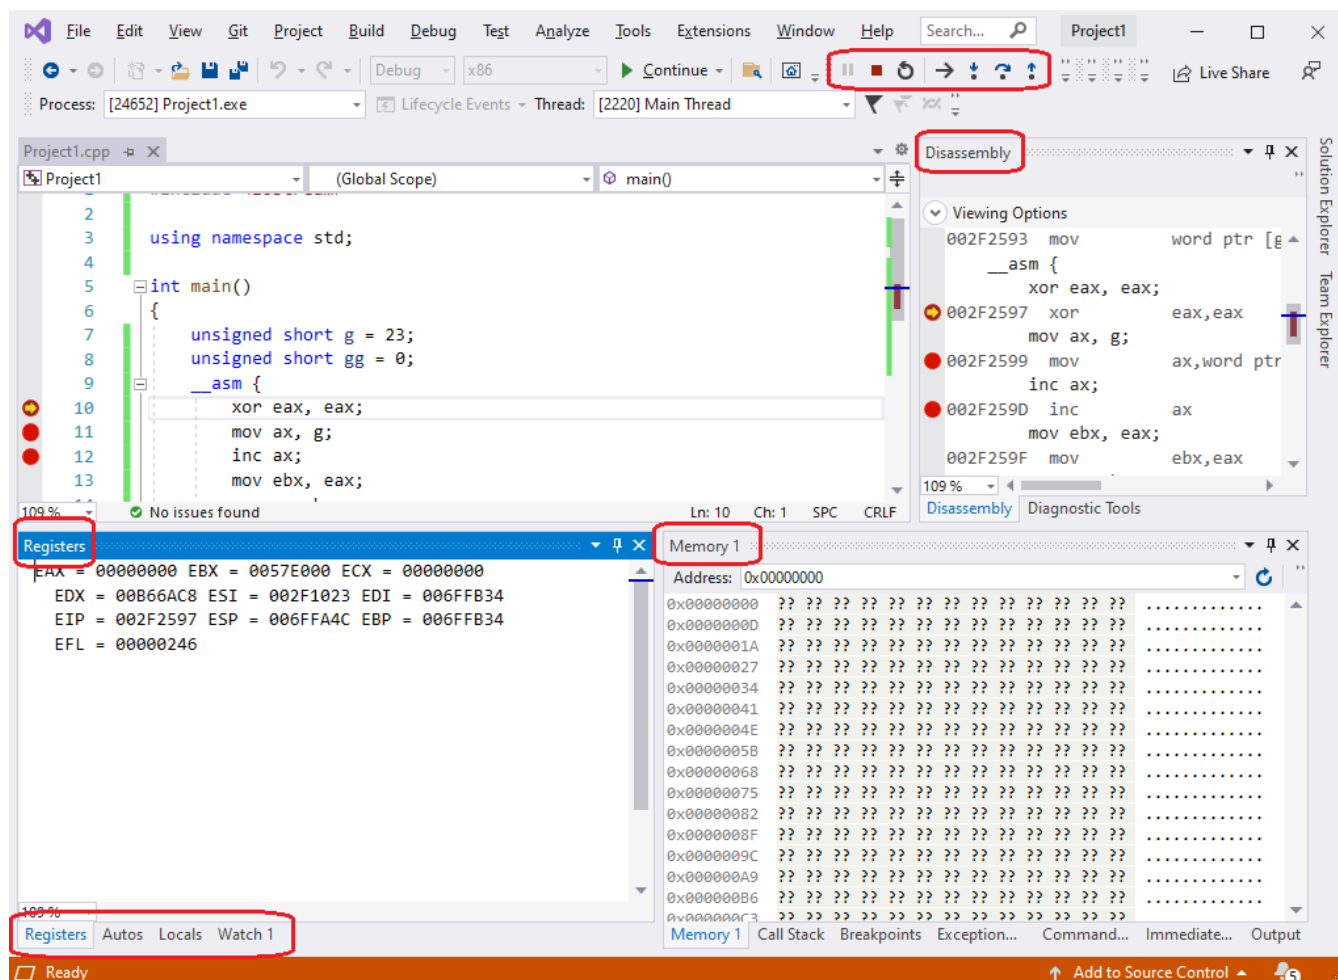 File Edit View Git Project Build Debug Test Analyze Tools Extensions Window Help Search... Project1
Debug x86 Continue Live Share
Process: [24652] Project1.exe Lifecycle Events Thread: [2220] Main Thread
Project1.cpp
Project1 (Global Scope) main()
2
3 using namespace std;
4
5 int main()
6 {
7 unsigned short g = 23;
8 unsigned short gg = 0;
9 __asm {
10 xor eax, eax;
11 mov ax, g;
12 inc ax;
13 mov ebx, eax;
109 % No issues found Ln: 10 Ch: 1 SPC CRLF
Disassembly
Viewing Options
002F2593 mov word ptr [g
__asm {
xor eax, eax;
002F2597 xor eax,eax
mov ax, g;
002F2599 mov ax,word ptr
inc ax;
002F259D inc ax
mov ebx, eax;
002F259F mov ebx,eax
109 %
Disassembly Diagnostic Tools
Solution Explorer
Team Explorer
Registers
EAX = 00000000 EBX = 0057E000 ECX = 00000000
EDX = 00B66AC8 ESI = 002F1023 EDI = 006FFB34
EIP = 002F2597 ESP = 006FFA4C EBP = 006FFB34
EFL = 00000246
109 %
Registers Autos Locals Watch 1
Memory 1
Address: 0x00000000
0x00000000 ?? ?? ?? ?? ?? ?? ?? ?? ?? ?? ?? ?? ?? .............
0x0000000D ?? ?? ?? ?? ?? ?? ?? ?? ?? ?? ?? ?? ?? .............
0x0000001A ?? ?? ?? ?? ?? ?? ?? ?? ?? ?? ?? ?? ?? .............
0x00000027 ?? ?? ?? ?? ?? ?? ?? ?? ?? ?? ?? ?? ?? .............
0x00000034 ?? ?? ?? ?? ?? ?? ?? ?? ?? ?? ?? ?? ?? .............
0x00000041 ?? ?? ?? ?? ?? ?? ?? ?? ?? ?? ?? ?? ?? .............
0x0000004E ?? ?? ?? ?? ?? ?? ?? ?? ?? ?? ?? ?? ?? .............
0x0000005B ?? ?? ?? ?? ?? ?? ?? ?? ?? ?? ?? ?? ?? .............
0x00000068 ?? ?? ?? ?? ?? ?? ?? ?? ?? ?? ?? ?? ?? .............
0x00000075 ?? ?? ?? ?? ?? ?? ?? ?? ?? ?? ?? ?? ?? .............
0x00000082 ?? ?? ?? ?? ?? ?? ?? ?? ?? ?? ?? ?? ?? .............
0x0000008F ?? ?? ?? ?? ?? ?? ?? ?? ?? ?? ?? ?? ?? .............
0x0000009C ?? ?? ?? ?? ?? ?? ?? ?? ?? ?? ?? ?? ?? .............
0x000000A9 ?? ?? ?? ?? ?? ?? ?? ?? ?? ?? ?? ?? ?? .............
0x000000B6 ?? ?? ?? ?? ?? ?? ?? ?? ?? ?? ?? ?? ?? .............
0x000000C3 ?? ?? ?? ?? ?? ?? ?? ?? ?? ?? ?? ?? ?? .............
Memory 1 Call Stack Breakpoints Exception... Command... Immediate... Output
Ready Add to Source Control 5